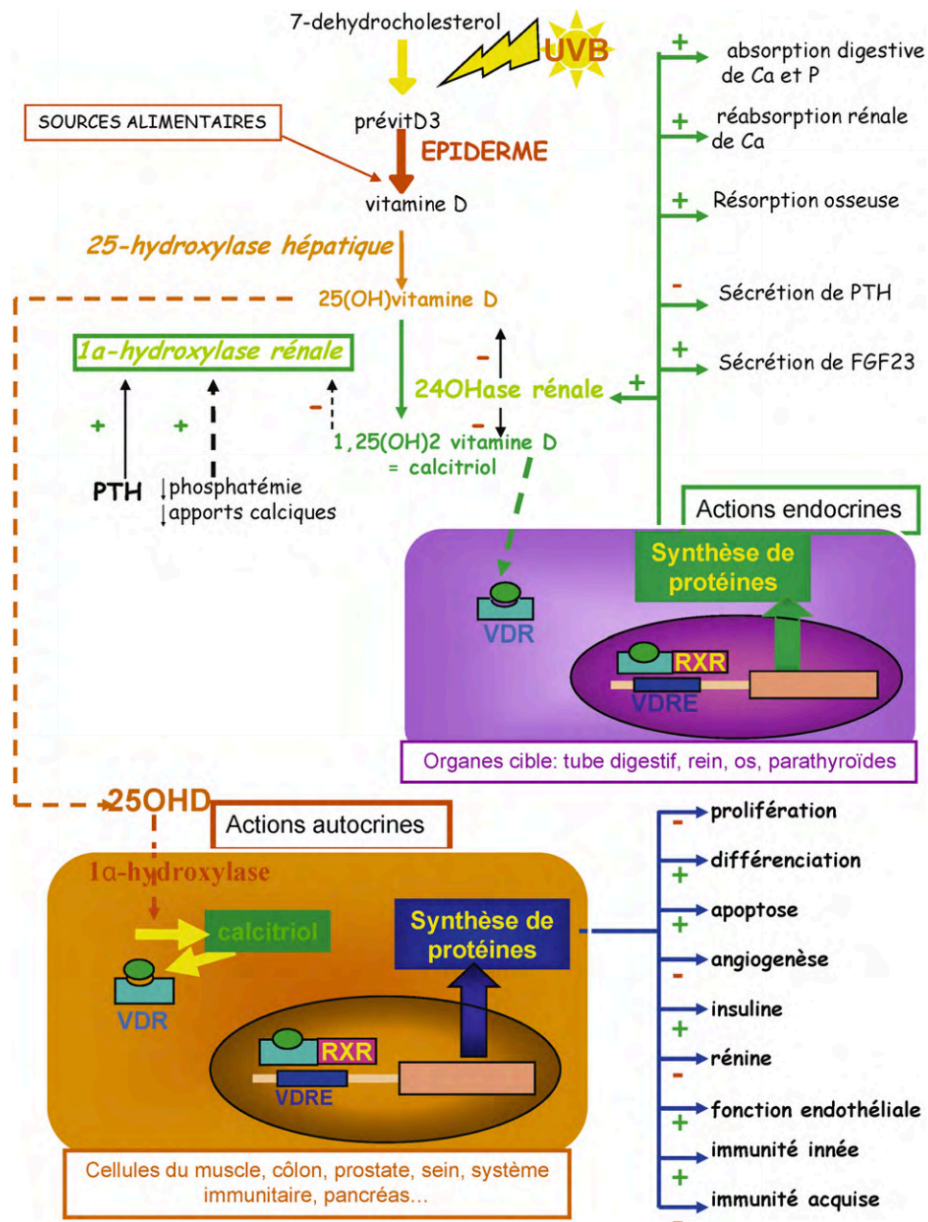 7-dehydrocholesterol
UVB
prévitD3
SOURCES ALIMENTAIRES
EPIDERME
vitamine D
25-hydroxylase hépatique
25(OH)vitamine D
1a-hydroxylase rénale
-
24OHase rénale
+
-
+
+
-
1,25(OH)2 vitamine D
= calcitriol
PTH
↓phosphatémie
↓apports calciques
+
absorption digestive
de Ca et P
+
réabsorption rénale
de Ca
+
Résorption osseuse
-
Sécrétion de PTH
+
Sécrétion de FGF23
Actions endocrines
Synthèse de
protéines
VDR
RXR
VDRE
Organes cible: tube digestif, rein, os, parathyroïdes
25OHD
Actions autocrines
1α-hydroxylase
calcitriol
Synthèse de
protéines
VDR
RXR
VDRE
Cellules du muscle, côlon, prostate, sein, système
immunitaire, pancréas...
prolifération
-
différenciation
+
apoptose
+
angiogenèse
-
insuline
+
rénine
-
fonction endothéliale
+
immunité innée
+
immunité acquise
-